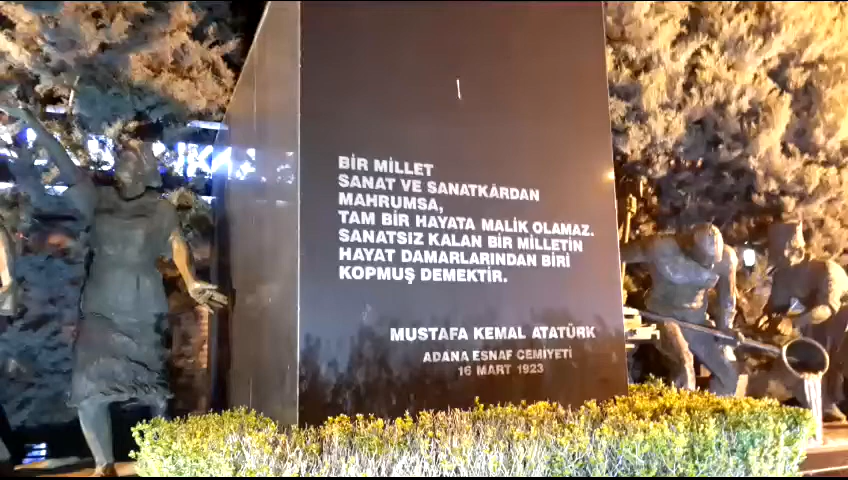 BİR MİLLET
SANAT VE SANATKÂRDAN
MAHRUMSA,
TAM BİR HAYATA MALİK OLAMAZ.
SANATSIZ KALAN BİR MİLLETİN
HAYAT DAMARLARINDAN BİRİ
KOPMUŞ DEMEKTİR.
MUSTAFA KEMAL ATATÜRK
ADANA ESNAF CEMİYETİ
16 MART 1923